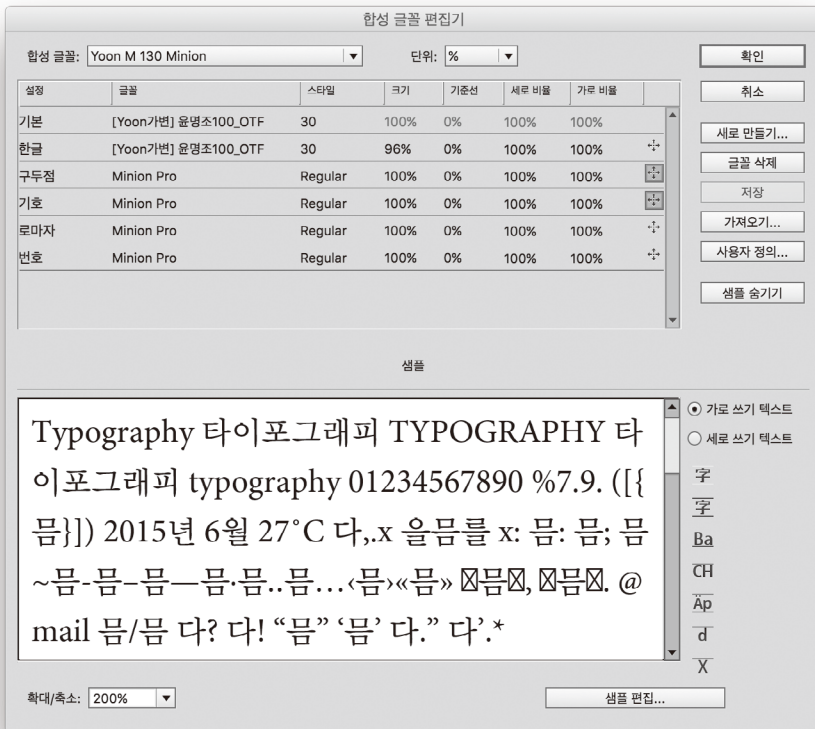 합성 글꼴 편집기
합성 글꼴: Yoon M 130 Minion 단위: % 확인
설정 글꼴 스타일 크기 기준선 세로 비율 가로 비율 취소
기본 [Yoon가변] 윤명조100_OTF 30 100% 0% 100% 100%
새로 만들기...
한글 [Yoon가변] 윤명조100_OTF 30 96% 0% 100% 100%
글꼴 삭제
구두점 Minion Pro Regular 100% 0% 100% 100%
저장
기호 Minion Pro Regular 100% 0% 100% 100%
가져오기...
로마자 Minion Pro Regular 100% 0% 100% 100%
사용자 정의...
번호 Minion Pro Regular 100% 0% 100% 100%
샘플 숨기기
샘플
Typography 타이포그래피 TYPOGRAPHY 타
이포그래피 typography 01234567890 %7.9. ([{
믐}]) 2015년 6월 27˚C 다,.x 을믐를 x: 믐: 믐; 믐
~믐-믐–믐—믐·믐..믐…‹믐›«믐» ☒믐☒, ☒믐☒. @
mail 믐/믐 다? 다! “믐” ‘믐’ 다.” 다’.*
가로 쓰기 텍스트
세로 쓰기 텍스트
字
字
Ba
CH
Äp
d
X
확대/축소: 200% 샘플 편집...